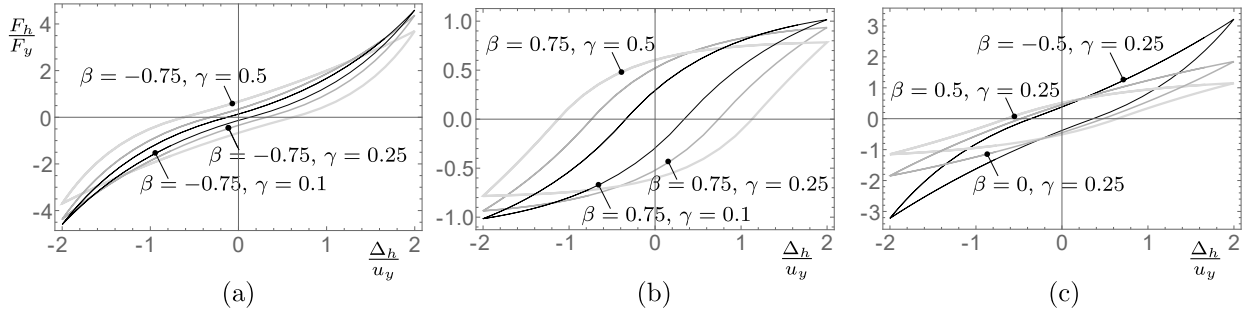 F_h/F_y
4
2
0
-2
-4
β = −0.75, γ = 0.5
β = −0.75, γ = 0.25
β = −0.75, γ = 0.1
-2 -1 0 1 2
Δ_h/u_y
(a)
1.0
0.5
0.0
-0.5
-1.0
β = 0.75, γ = 0.5
β = 0.75, γ = 0.25
β = 0.75, γ = 0.1
-2 -1 0 1 2
Δ_h/u_y
(b)
3
2
1
0
-1
-2
-3
β = −0.5, γ = 0.25
β = 0.5, γ = 0.25
β = 0, γ = 0.25
-2 -1 0 1 2
Δ_h/u_y
(c)